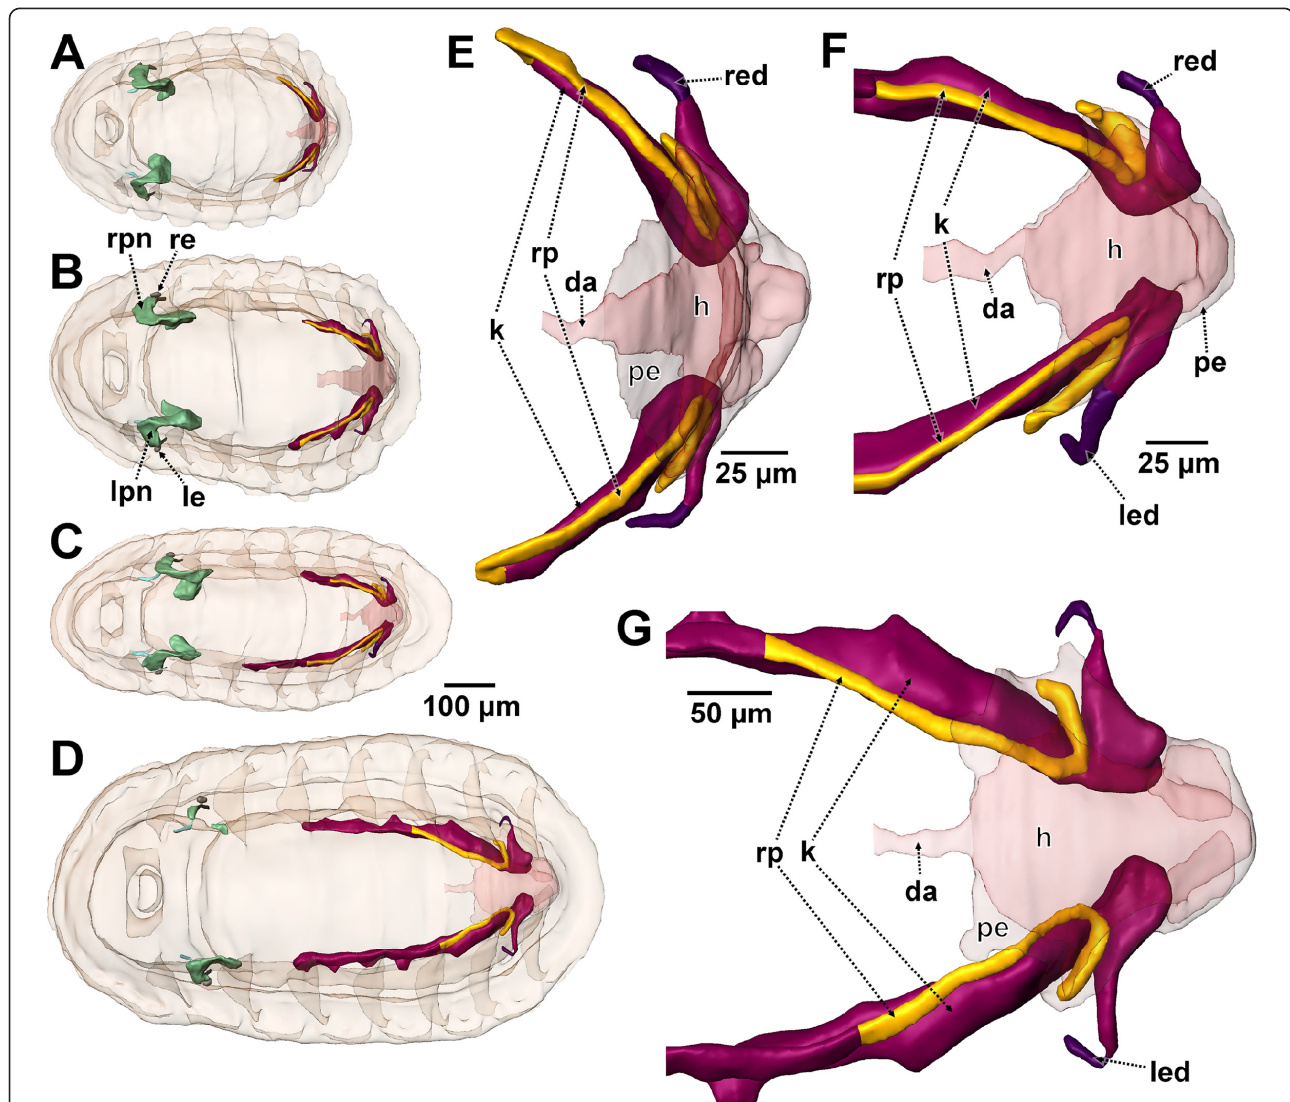 A
rpn re
B
lpn le
C
100 µm
D
E
red
rp
da
h
k
pe
25 µm
F
red
h
k
rp
da
pe
25 µm
led
G
50 µm
rp k
h
da
pe
led